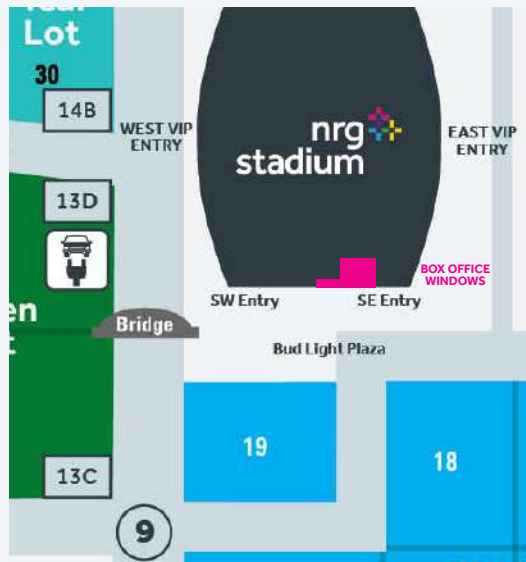 Lot
30
14B
WEST VIP
ENTRY
nrg
stadium
EAST VIP
ENTRY
13D
BOX OFFICE
WINDOWS
SW Entry
SE Entry
en
t
Bridge
Bud Light Plaza
19
18
13C
9